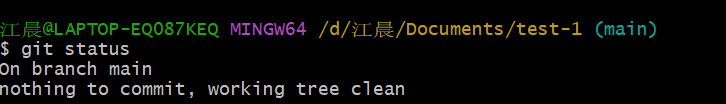 江晨@LAPTOP-EQO87KEQ MINGW64 /d/江晨/Documents/test-1 (main)
$ git status
On branch main
nothing to commit, working tree clean